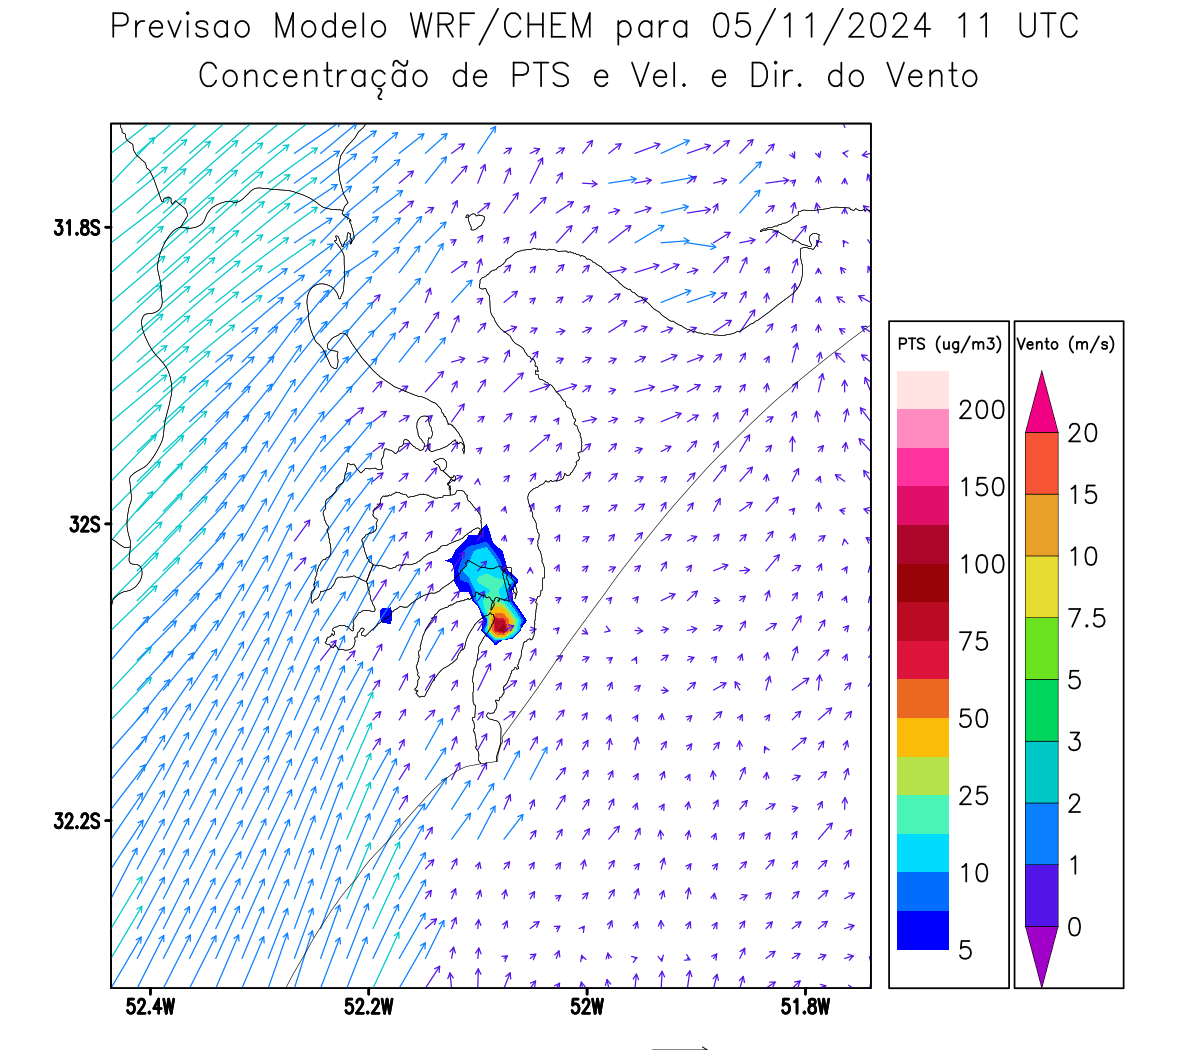 Previsao Modelo WRF/CHEM para 05/11/2024 11 UTC
Concentração de PTS e Vel. e Dir. do Vento
31.8S
32S
32.2S
52.4W
52.2W
52W
51.8W
PTS (ug/m3)
200
150
100
75
50
25
10
5
Vento (m/s)
20
15
10
7.5
5
3
2
1
0